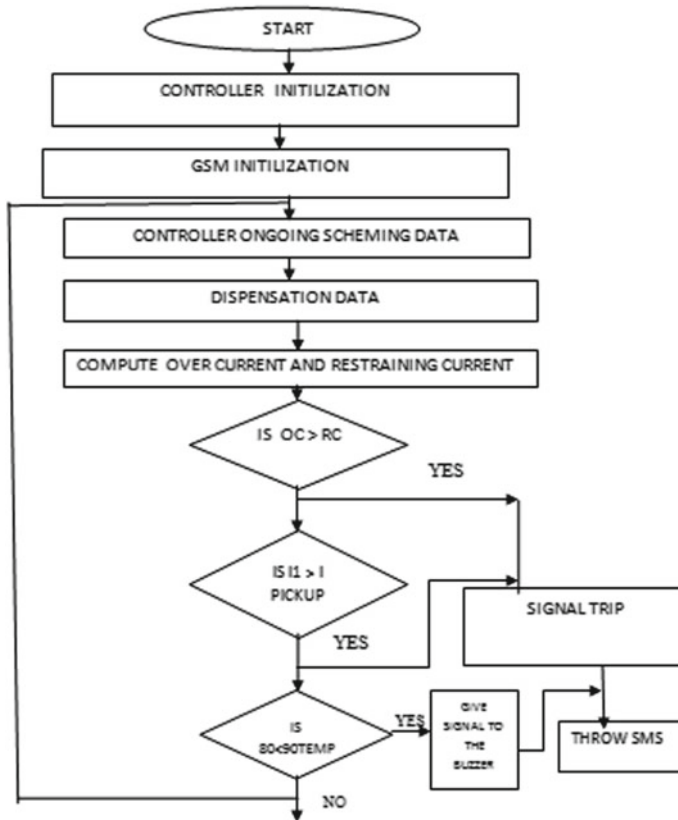 START
CONTROLLER INITILIZATION
GSM INITILIZATION
CONTROLLER ONGOING SCHEMING DATA
DISPENSATION DATA
COMPUTE OVER CURRENT AND RESTRAINING CURRENT
IS OC > RC
YES
IS I1 > I
PICKUP
YES
SIGNAL TRIP
IS
80<90TEMP
YES
GIVE
SIGNAL TO
THE
BUZZER
THROW SMS
NO